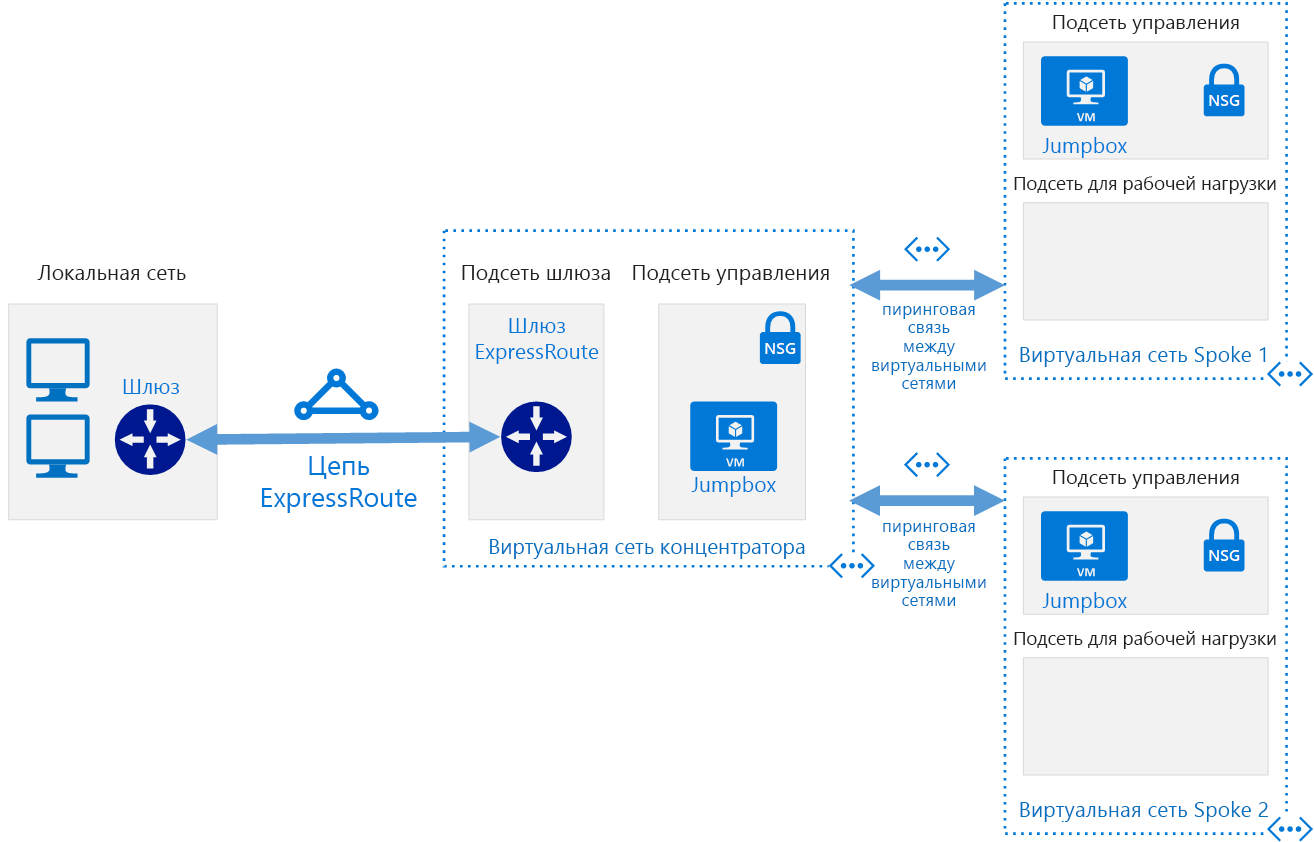 Локальная сеть
Шлюз
Цепь
ExpressRoute
Подсеть шлюза
Шлюз
ExpressRoute
Подсеть управления
NSG
VM
Jumpbox
Виртуальная сеть концентратора
пиринговая
связь
между
виртуальными
сетями
пиринговая
связь
между
виртуальными
сетями
Подсеть управления
VM
NSG
Jumpbox
Подсеть для рабочей нагрузки
Виртуальная сеть Spoke 1
Подсеть управления
VM
NSG
Jumpbox
Подсеть для рабочей нагрузки
Виртуальная сеть Spoke 2